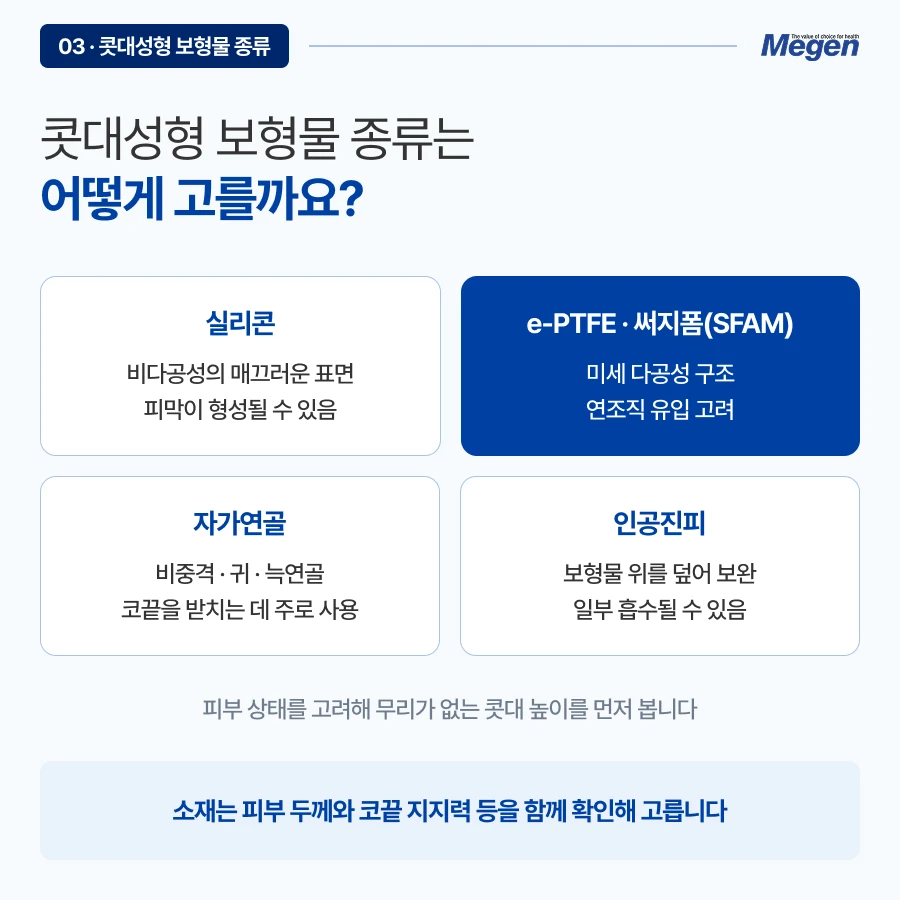 03 · 콧대성형 보형물 종류
The value of choice for health
Megen
콧대성형 보형물 종류는
어떻게 고를까요?
실리콘
비다공성의 매끄러운 표면
피막이 형성될 수 있음
e-PTFE · 써지폼(SFAM)
미세 다공성 구조
연조직 유입 고려
자가연골
비중격 · 귀 · 늑연골
코끝을 받치는 데 주로 사용
인공진피
보형물 위를 덮어 보완
일부 흡수될 수 있음
피부 상태를 고려해 무리가 없는 콧대 높이를 먼저 봅니다
소재는 피부 두께와 코끝 지지력 등을 함께 확인해 고릅니다